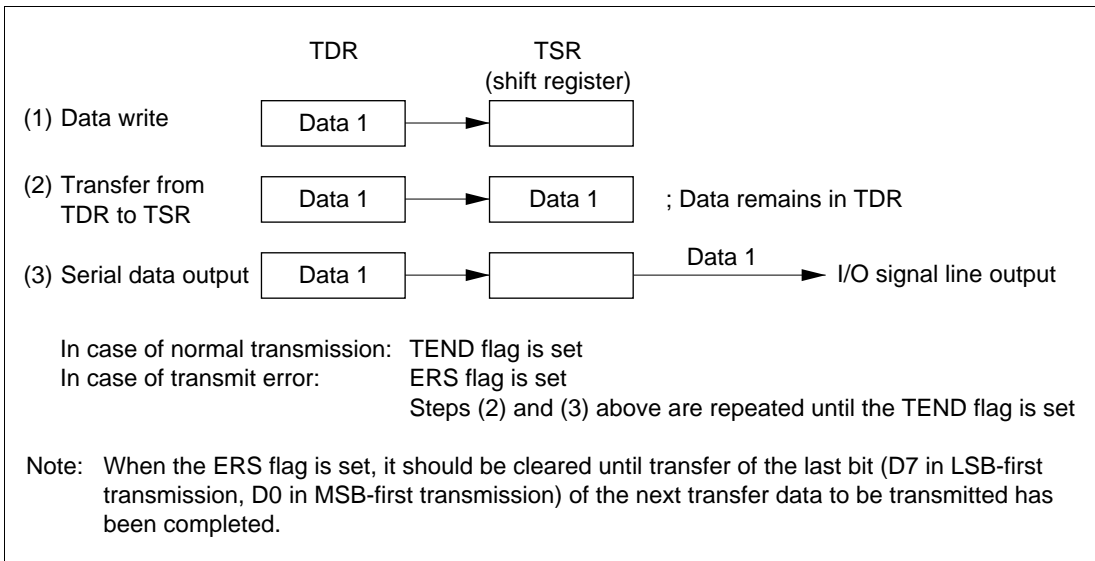 TDR TSR
(shift register)
(1) Data write Data 1
(2) Transfer from
TDR to TSR Data 1 Data 1 ; Data remains in TDR
(3) Serial data output Data 1 Data 1 I/O signal line output
In case of normal transmission: TEND flag is set
In case of transmit error: ERS flag is set
Steps (2) and (3) above are repeated until the TEND flag is set
Note: When the ERS flag is set, it should be cleared until transfer of the last bit (D7 in LSB-first
transmission, D0 in MSB-first transmission) of the next transfer data to be transmitted has
been completed.